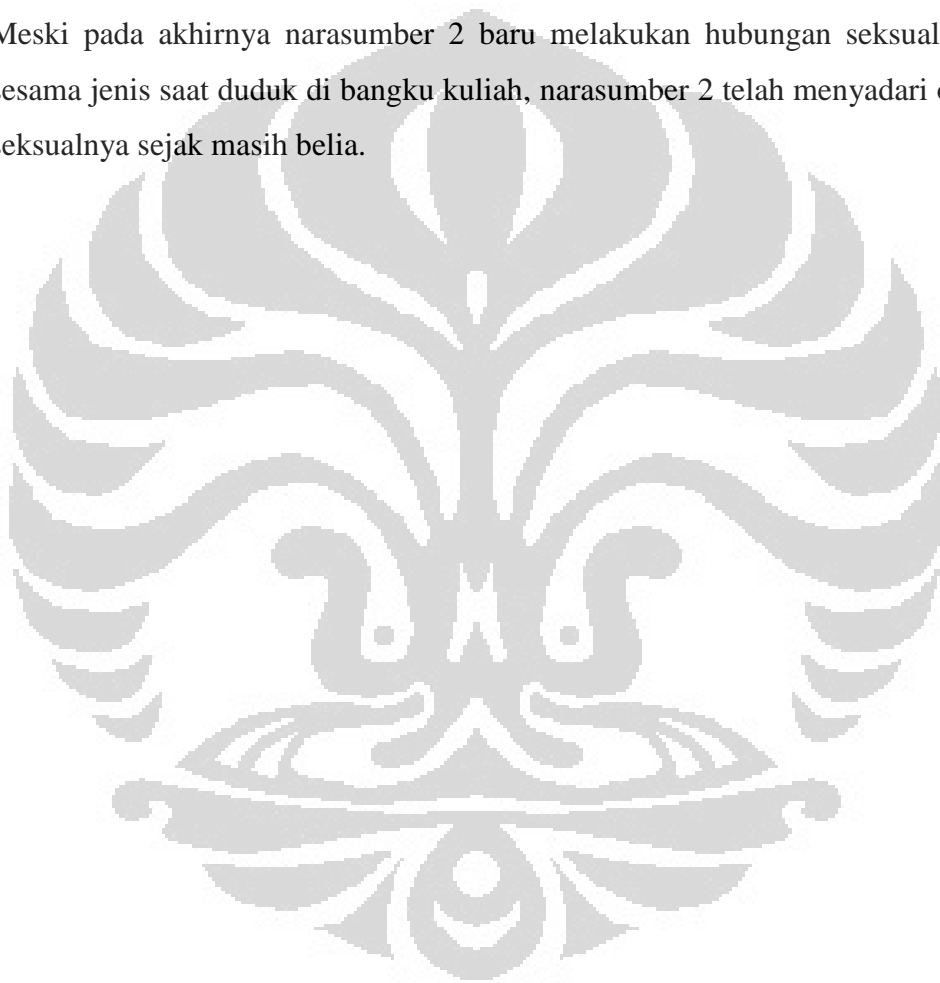 Meski pada akhirnya narasumber 2 baru melakukan hubungan seksual
sesama jenis saat duduk di bangku kuliah, narasumber 2 telah menyadari
seksualnya sejak masih belia.